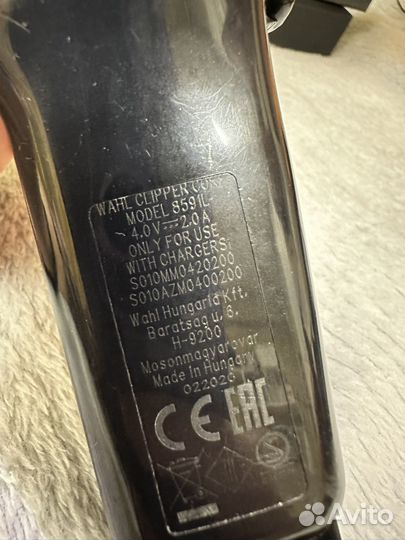 WAHL CLIPPER CORP.
MODEL 8591L
4.0V ⎓ 2.0A
ONLY FOR USE
WITH CHARGERS:
S010MM0420200
S010AZM0400200
Wahl Hungaria Kft.
Baratsag u. 8.
H-9200
Mosonmagyarovar
Made in Hungary
022020
CE EAC
Avito